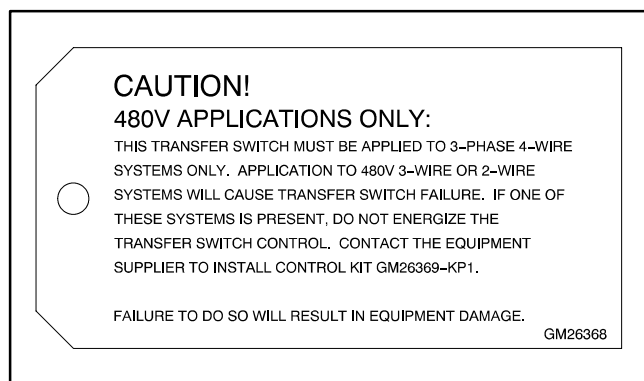 CAUTION!
480V APPLICATIONS ONLY:
THIS TRANSFER SWITCH MUST BE APPLIED TO 3–PHASE 4–WIRE
SYSTEMS ONLY.  APPLICATION TO 480V 3–WIRE OR 2–WIRE
SYSTEMS WILL CAUSE TRANSFER SWITCH FAILURE.  IF ONE OF
THESE SYSTEMS IS PRESENT, DO NOT ENERGIZE THE
TRANSFER SWITCH CONTROL.  CONTACT THE EQUIPMENT
SUPPLIER TO INSTALL CONTROL KIT GM26369–KP1.
FAILURE TO DO SO WILL RESULT IN EQUIPMENT DAMAGE.
GM26368